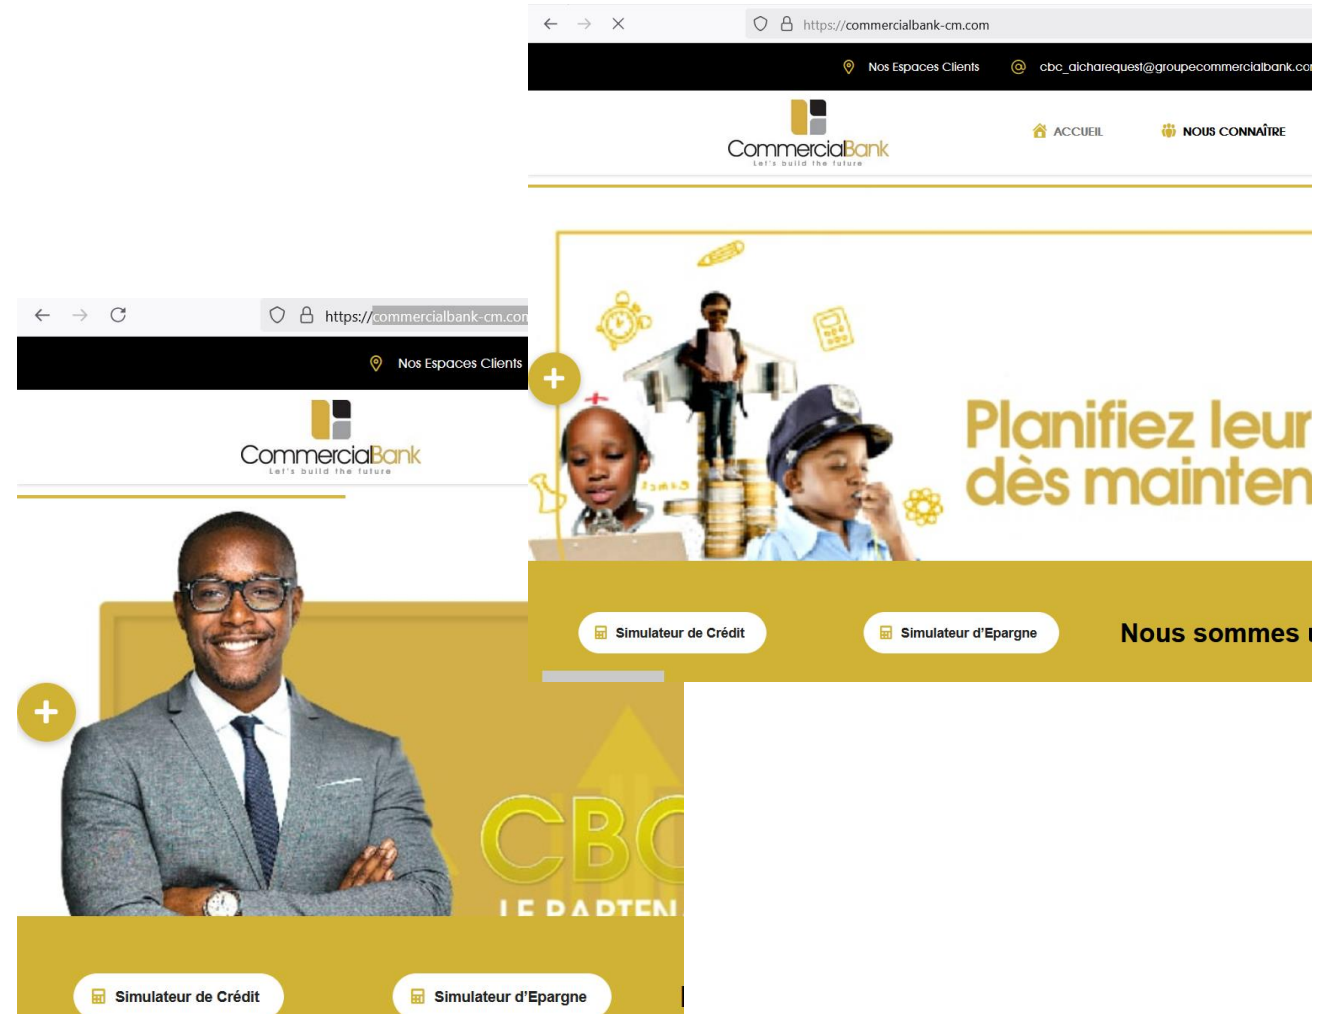 https://commercialbank-cm.com
Nos Espaces Clients
cbc_aicharequest@groupecommercialbank.co
CommercialBank
Let's build the future
ACCUEIL
NOUS CONNAÎTRE
Planifiez leur
dès mainten
Simulateur de Crédit
Simulateur d'Epargne
Nous sommes
https://commercialbank-cm.com
Nos Espaces Clients
CommercialBank
Let's build the future
CBC
LE PARTEN
Simulateur de Crédit
Simulateur d'Epargne